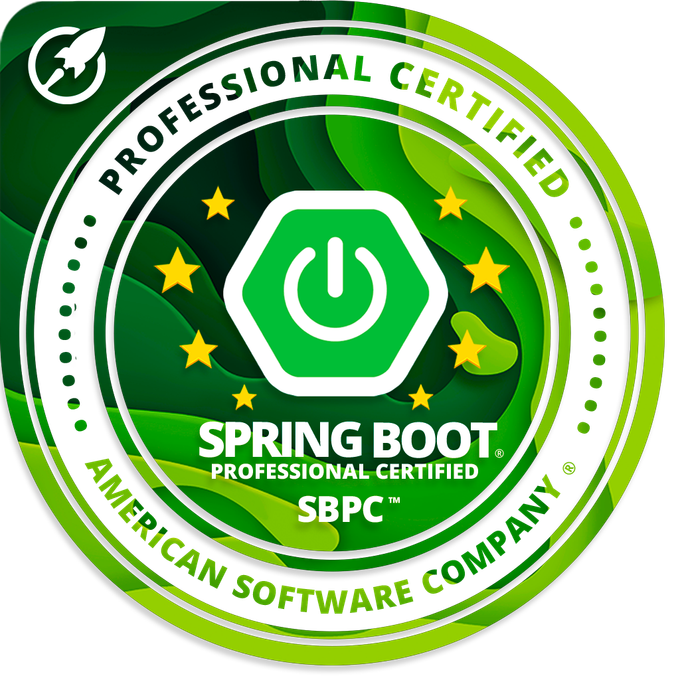 PROFESSIONAL CERTIFIED
SPRING BOOT®
PROFESSIONAL CERTIFIED
SBPC™
AMERICAN SOFTWARE COMPANY®